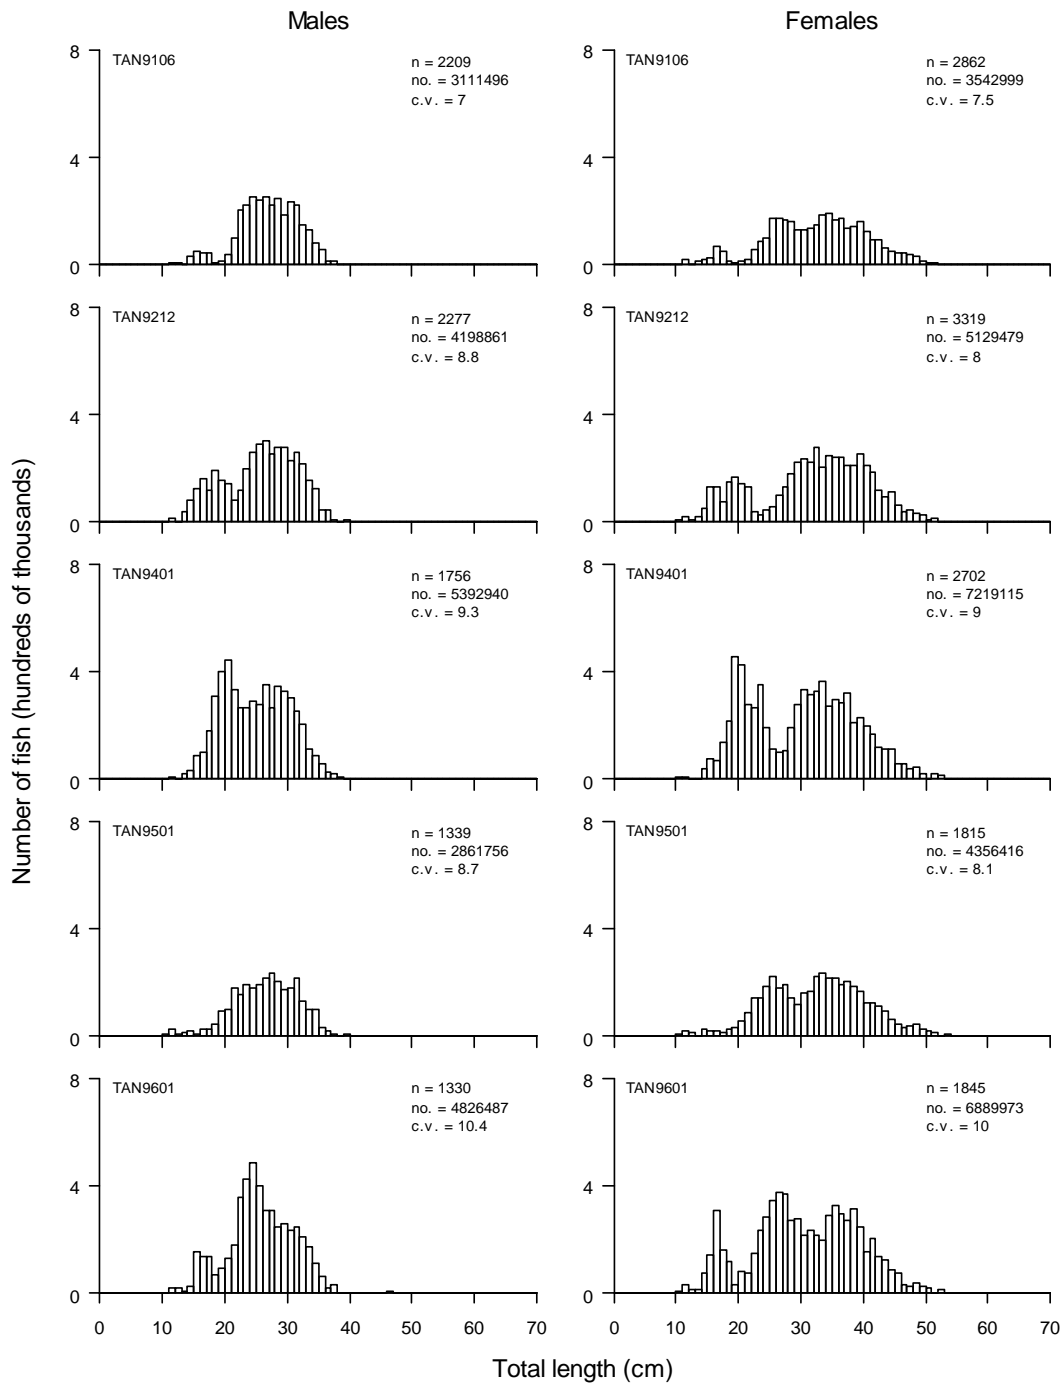 Males
Females
Number of fish (hundreds of thousands)
8
4
0
TAN9106
n = 2209
no. = 3111496
c.v. = 7
8
4
0
TAN9106
n = 2862
no. = 3542999
c.v. = 7.5
8
4
0
TAN9212
n = 2277
no. = 4198861
c.v. = 8.8
8
4
0
TAN9212
n = 3319
no. = 5129479
c.v. = 8
8
4
0
TAN9401
n = 1756
no. = 5392940
c.v. = 9.3
8
4
0
TAN9401
n = 2702
no. = 7219115
c.v. = 9
8
4
0
TAN9501
n = 1339
no. = 2861756
c.v. = 8.7
8
4
0
TAN9501
n = 1815
no. = 4356416
c.v. = 8.1
8
4
0
TAN9601
n = 1330
no. = 4826487
c.v. = 10.4
8
4
0
TAN9601
n = 1845
no. = 6889973
c.v. = 10
0 10 20 30 40 50 60 70
0 10 20 30 40 50 60 70
Total length (cm)